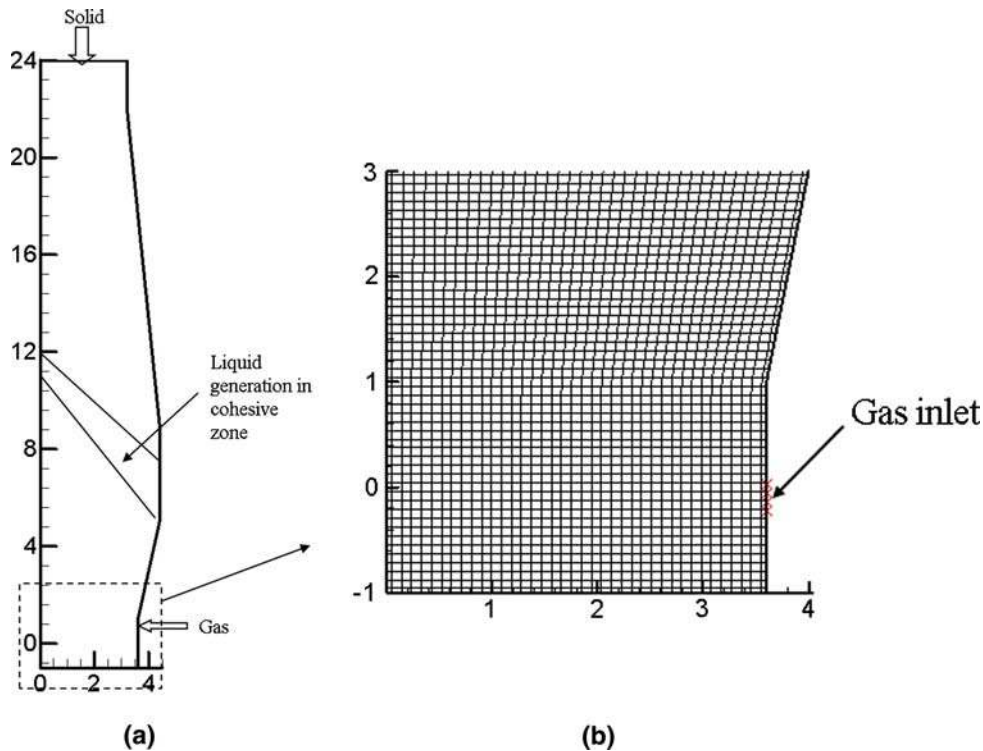 Solid
24
20
16
12
8
4
0
0 2 4
Liquid
generation in
cohesive
zone
Gas
(a)
3
2
1
0
-1
1 2 3 4
Gas inlet
(b)